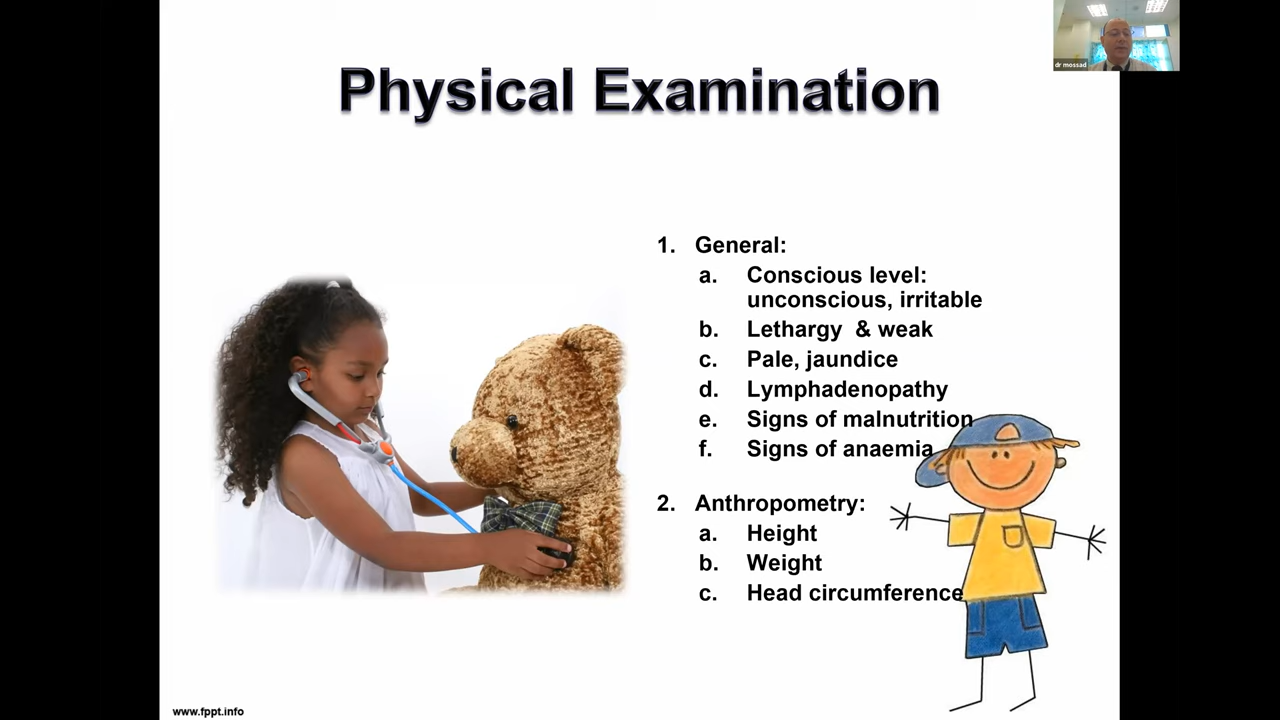 dr mossad
Physical Examination
1. General:
a. Conscious level:
unconscious, irritable
b. Lethargy & weak
c. Pale, jaundice
d. Lymphadenopathy
e. Signs of malnutrition
f. Signs of anaemia
2. Anthropometry:
a. Height
b. Weight
c. Head circumference
www.fppt.info